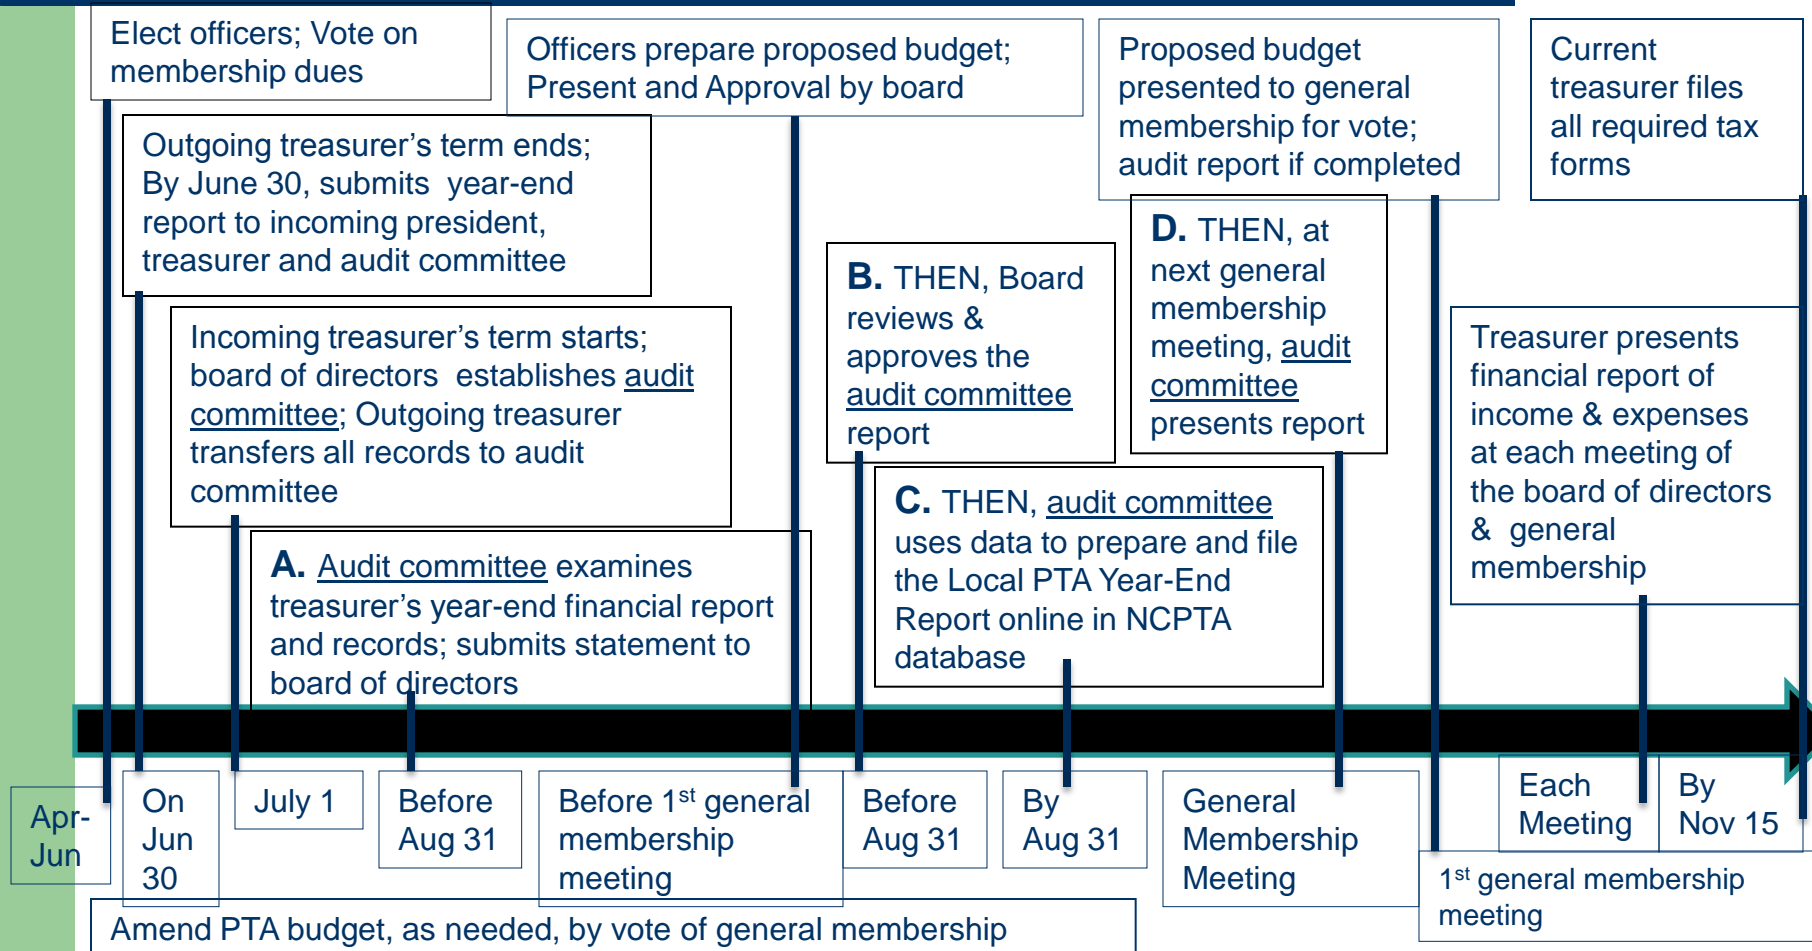 Elect officers; Vote on
membership dues
Officers prepare proposed budget;
Present and Approval by board
Proposed budget
presented to general
membership for vote;
audit report if completed
Current
treasurer files
all required tax
forms
Outgoing treasurer’s term ends;
By June 30, submits year-end
report to incoming president,
treasurer and audit committee
Incoming treasurer’s term starts;
board of directors establishes audit
committee; Outgoing treasurer
transfers all records to audit
committee
A. Audit committee examines
treasurer’s year-end financial report
and records; submits statement to
board of directors
B. THEN, Board
reviews &
approves the
audit committee
report
C. THEN, audit committee
uses data to prepare and file
the Local PTA Year-End
Report online in NCPTA
database
D. THEN, at
next general
membership
meeting, audit
committee
presents report
Treasurer presents
financial report of
income & expenses
at each meeting of
the board of directors
& general
membership
Apr-
Jun
On
Jun
30
July 1
Before
Aug 31
Before 1st general
membership
meeting
Before
Aug 31
By
Aug 31
General
Membership
Meeting
1st general membership
meeting
Each
Meeting
By
Nov 15
Amend PTA budget, as needed, by vote of general membership